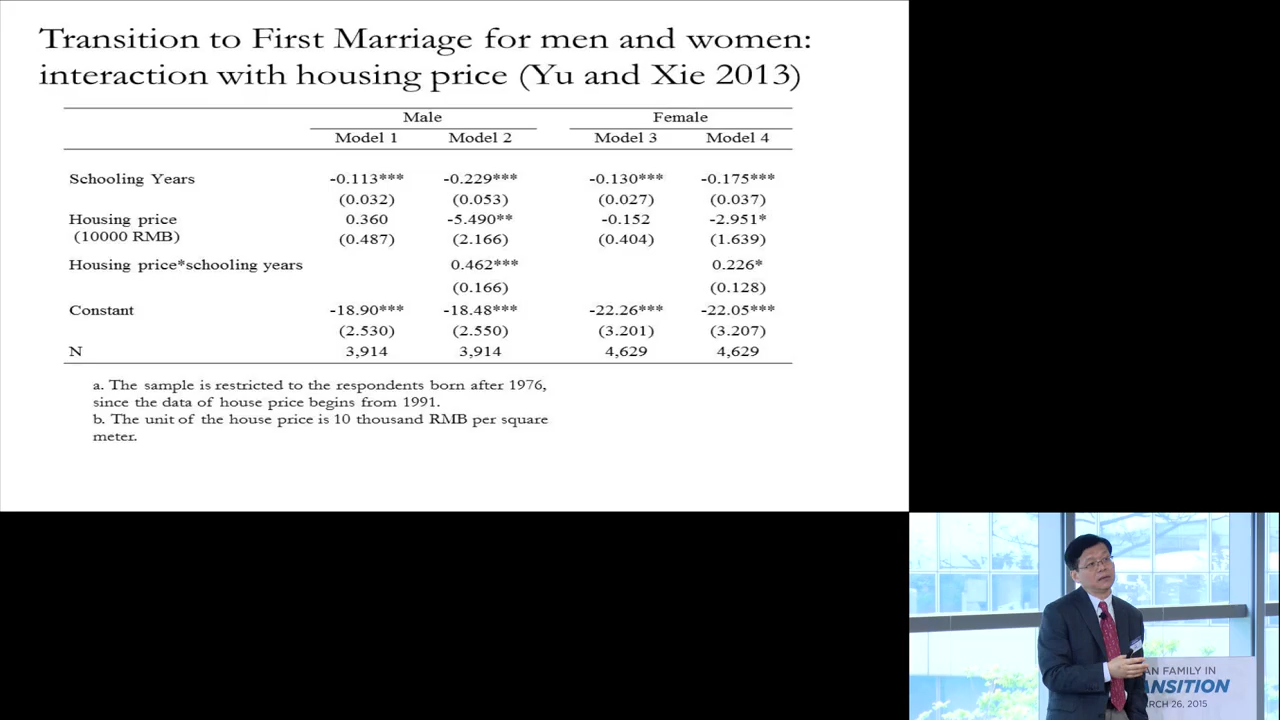 Transition to First Marriage for men and women:
interaction with housing price (Yu and Xie 2013)
Male Female
Model 1 Model 2 Model 3 Model 4
Schooling Years -0.113*** -0.229*** -0.130*** -0.175***
(0.032) (0.053) (0.027) (0.037)
Housing price 0.360 -5.490** -0.152 -2.951*
(10000 RMB) (0.487) (2.166) (0.404) (1.639)
Housing price*schooling years 0.462*** 0.226*
(0.166) (0.128)
Constant -18.90*** -18.48*** -22.26*** -22.05***
(2.530) (2.550) (3.201) (3.207)
N 3,914 3,914 4,629 4,629
a. The sample is restricted to the respondents born after 1976,
since the data of house price begins from 1991.
b. The unit of the house price is 10 thousand RMB per square
meter.
AN FAMILY IN
ANSITION
RCH 26, 2015